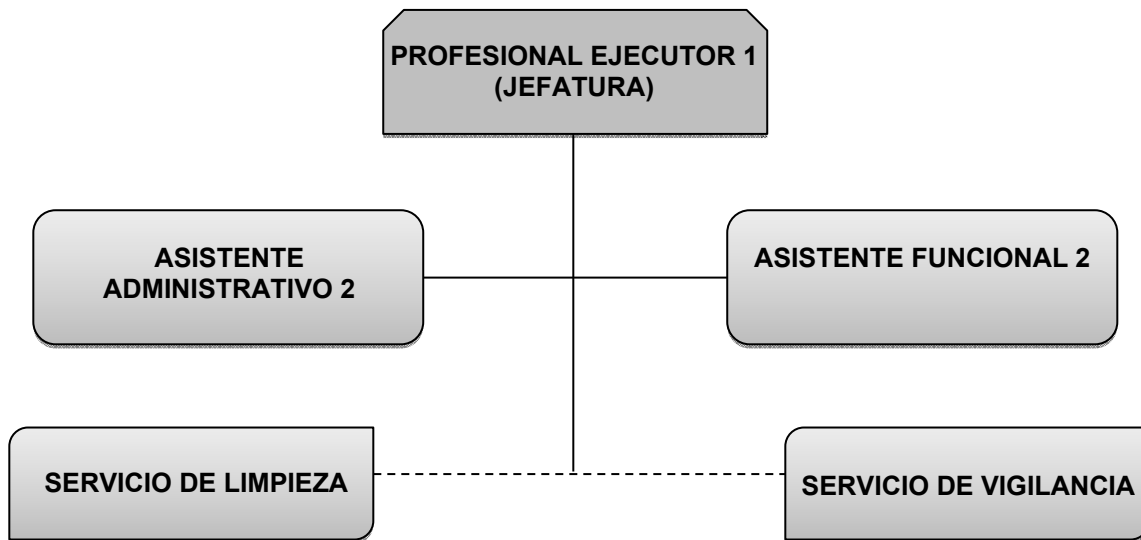 PROFESIONAL EJECUTOR 1
(JEFATURA)
ASISTENTE
ADMINISTRATIVO 2
ASISTENTE FUNCIONAL 2
SERVICIO DE LIMPIEZA
SERVICIO DE VIGILANCIA